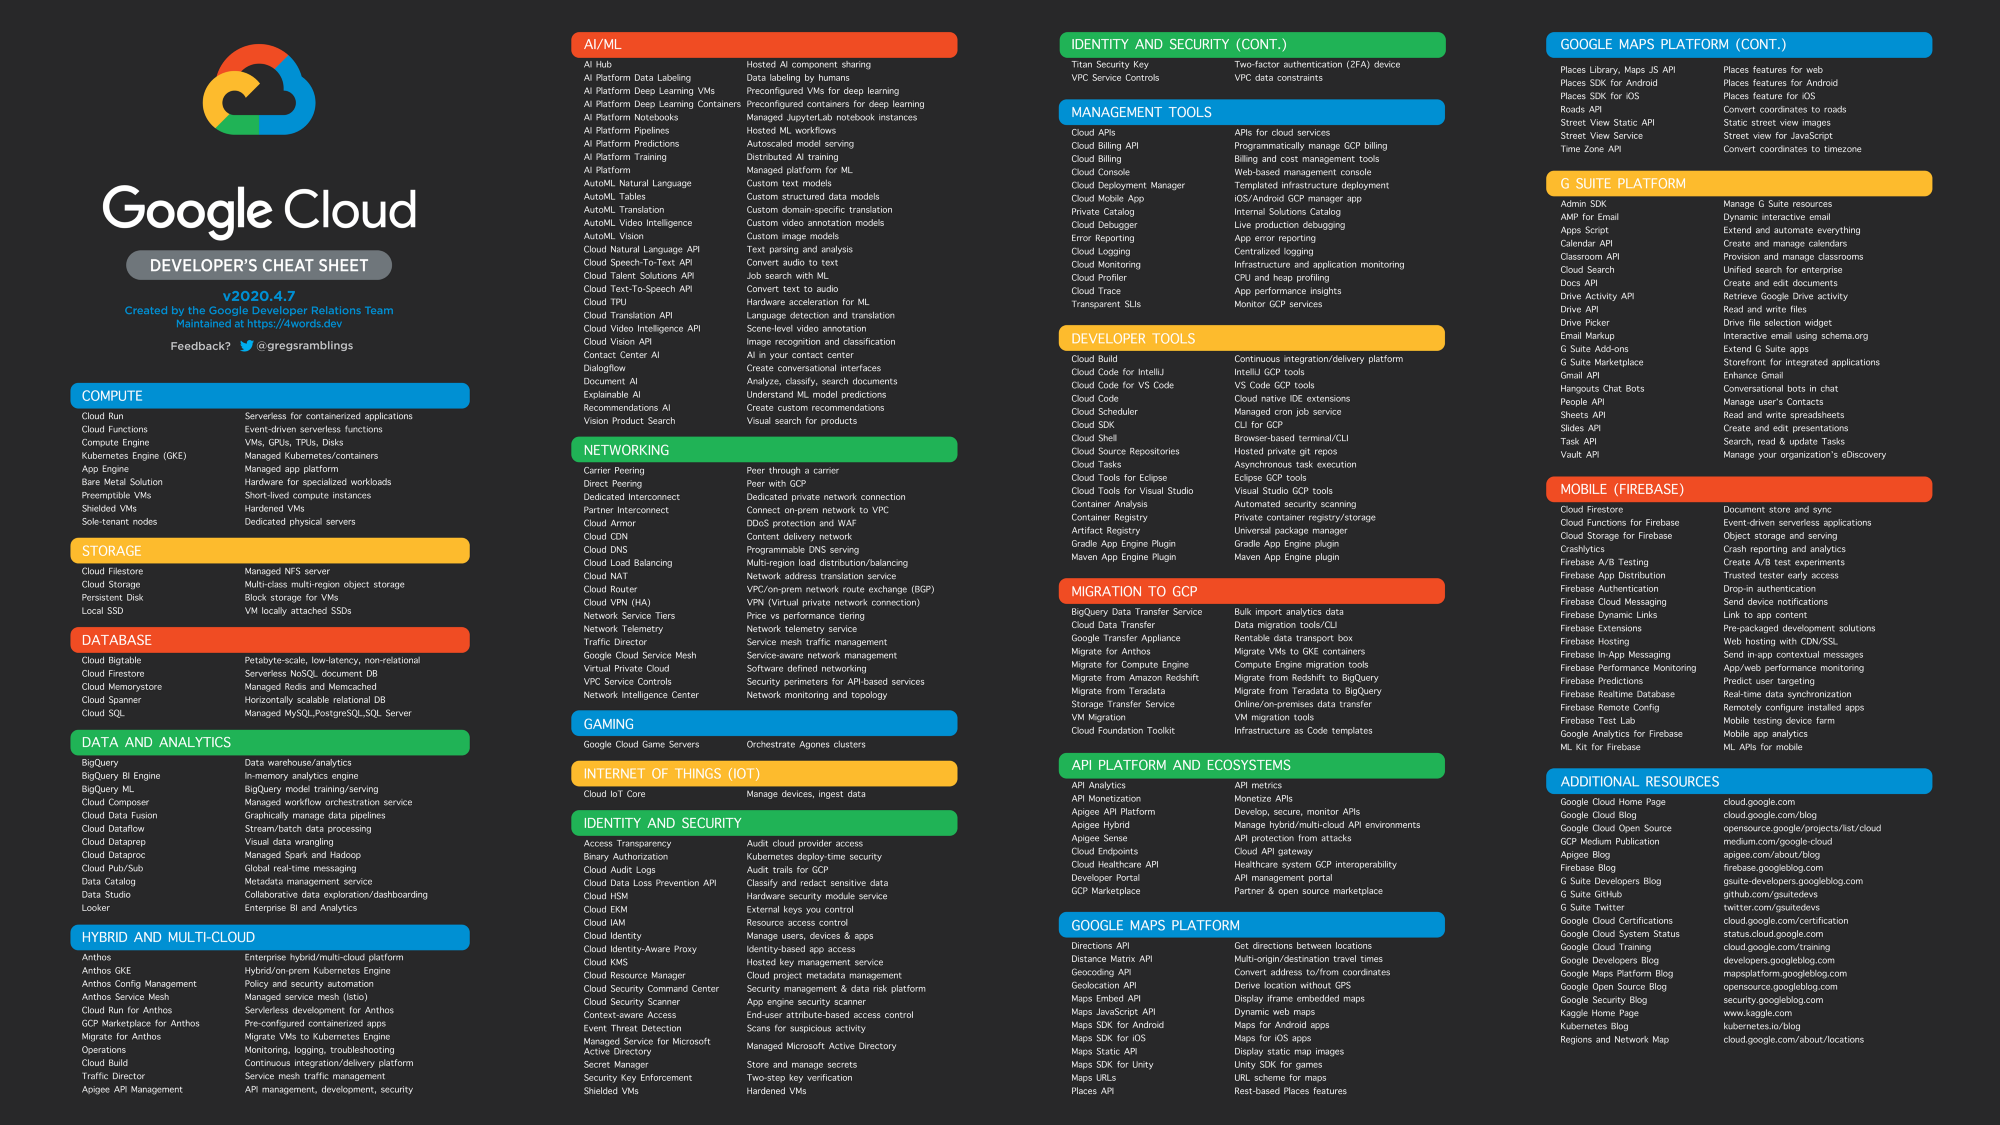 Google Cloud
DEVELOPER'S CHEAT SHEET
v2020.4.7
Created by the Google Developer Relations Team
Maintained at https://4words.dev
Feedback? @gregsramblings
COMPUTE
Cloud Run Serverless for containerized applications
Cloud Functions Event-driven serverless functions
Compute Engine VMs, GPUs, TPUs, Disks
Kubernetes Engine (GKE) Managed Kubernetes/containers
App Engine Managed app platform
Bare Metal Solution Hardware for specialized workloads
Preemptible VMs Short-lived compute instances
Shielded VMs Hardened VMs
Sole-tenant nodes Dedicated physical servers
STORAGE
Cloud Filestore Managed NFS server
Cloud Storage Multi-class multi-region object storage
Persistent Disk Block storage for VMs
Local SSD VM locally attached SSDs
DATABASE
Cloud Bigtable Petabyte-scale, low-latency, non-relational
Cloud Firestore Serverless NoSQL document DB
Cloud Memorystore Managed Redis and Memcached
Cloud Spanner Horizontally scalable relational DB
Cloud SQL Managed MySQL,PostgreSQL,SQL Server
DATA AND ANALYTICS
BigQuery Data warehouse/analytics
BigQuery BI Engine In-memory analytics engine
BigQuery ML BigQuery model training/serving
Cloud Composer Managed workflow orchestration service
Cloud Data Fusion Graphically manage data pipelines
Cloud Dataflow Stream/batch data processing
Cloud Dataprep Visual data wrangling
Cloud Dataproc Managed Spark and Hadoop
Cloud Pub/Sub Global real-time messaging
Data Catalog Metadata management service
Data Studio Collaborative data exploration/dashboarding
Looker Enterprise BI and Analytics
HYBRID AND MULTI-CLOUD
Anthos Enterprise hybrid/multi-cloud platform
Anthos GKE Hybrid/on-prem Kubernetes Engine
Anthos Config Management Policy and security automation
Anthos Service Mesh Managed service mesh (Istio)
Cloud Run for Anthos Servlerless development for Anthos
GCP Marketplace for Anthos Pre-configured containerized apps
Migrate for Anthos Migrate VMs to Kubernetes Engine
Operations Monitoring, logging, troubleshooting
Cloud Build Continuous integration/delivery platform
Traffic Director Service mesh traffic management
Apigee API Management API management, development, security
AI/ML
AI Hub Hosted AI component sharing
AI Platform Data Labeling Data labeling by humans
AI Platform Deep Learning VMs Preconfigured VMs for deep learning
AI Platform Deep Learning Containers Preconfigured containers for deep learning
AI Platform Notebooks Managed JupyterLab notebook instances
AI Platform Pipelines Hosted ML workflows
AI Platform Predictions Autoscaled model serving
AI Platform Training Distributed AI training
AI Platform Managed platform for ML
AutoML Natural Language Custom text models
AutoML Tables Custom structured data models
AutoML Translation Custom domain-specific translation
AutoML Video Intelligence Custom video annotation models
AutoML Vision Custom image models
Cloud Natural Language API Text parsing and analysis
Cloud Speech-To-Text API Convert audio to text
Cloud Talent Solutions API Job search with ML
Cloud Text-To-Speech API Convert text to audio
Cloud TPU Hardware acceleration for ML
Cloud Translation API Language detection and translation
Cloud Video Intelligence API Scene-level video annotation
Cloud Vision API Image recognition and classification
Contact Center AI AI in your contact center
Dialogflow Create conversational interfaces
Document AI Analyze, classify, search documents
Explainable AI Understand ML model predictions
Recommendations AI Create custom recommendations
Vision Product Search Visual search for products
NETWORKING
Carrier Peering Peer through a carrier
Direct Peering Peer with GCP
Dedicated Interconnect Dedicated private network connection
Partner Interconnect Connect on-prem network to VPC
Cloud Armor DDoS protection and WAF
Cloud CDN Content delivery network
Cloud DNS Programmable DNS serving
Cloud Load Balancing Multi-region load distribution/balancing
Cloud NAT Network address translation service
Cloud Router VPC/on-prem network route exchange (BGP)
Cloud VPN (HA) VPN (Virtual private network connection)
Network Service Tiers Price vs performance tiering
Network Telemetry Network telemetry service
Traffic Director Service mesh traffic management
Google Cloud Service Mesh Service-aware network management
Virtual Private Cloud Software defined networking
VPC Service Controls Security perimeters for API-based services
Network Intelligence Center Network monitoring and topology
GAMING
Google Cloud Game Servers Orchestrate Agones clusters
INTERNET OF THINGS (IOT)
Cloud IoT Core Manage devices, ingest data
IDENTITY AND SECURITY
Access Transparency Audit cloud provider access
Binary Authorization Kubernetes deploy-time security
Cloud Audit Logs Audit trails for GCP
Cloud Data Loss Prevention API Classify and redact sensitive data
Cloud HSM Hardware security module service
Cloud EKM External keys you control
Cloud IAM Resource access control
Cloud Identity Manage users, devices & apps
Cloud Identity-Aware Proxy Identity-based app access
Cloud KMS Hosted key management service
Cloud Resource Manager Cloud project metadata management
Cloud Security Command Center Security management & data risk platform
Cloud Security Scanner App engine security scanner
Context-aware Access End-user attribute-based access control
Event Threat Detection Scans for suspicious activity
Managed Service for Microsoft
Active Directory Managed Microsoft Active Directory
Secret Manager Store and manage secrets
Security Key Enforcement Two-step key verification
Shielded VMs Hardened VMs
IDENTITY AND SECURITY (CONT.)
Titan Security Key Two-factor authentication (2FA) device
VPC Service Controls VPC data constraints
MANAGEMENT TOOLS
Cloud APIs APIs for cloud services
Cloud Billing API Programmatically manage GCP billing
Cloud Billing Billing and cost management tools
Cloud Console Web-based management console
Cloud Deployment Manager Templated infrastructure deployment
Cloud Mobile App iOS/Android GCP manager app
Private Catalog Internal Solutions Catalog
Cloud Debugger Live production debugging
Error Reporting App error reporting
Cloud Logging Centralized logging
Cloud Monitoring Infrastructure and application monitoring
Cloud Profiler CPU and heap profiling
Cloud Trace App performance insights
Transparent SLIs Monitor GCP services
DEVELOPER TOOLS
Cloud Build Continuous integration/delivery platform
Cloud Code for IntelliJ IntelliJ GCP tools
Cloud Code for VS Code VS Code GCP tools
Cloud Code Cloud native IDE extensions
Cloud Scheduler Managed cron job service
Cloud SDK CLI for GCP
Cloud Shell Browser-based terminal/CLI
Cloud Source Repositories Hosted private git repos
Cloud Tasks Asynchronous task execution
Cloud Tools for Eclipse Eclipse GCP tools
Cloud Tools for Visual Studio Visual Studio GCP tools
Container Analysis Automated security scanning
Container Registry Private container registry/storage
Artifact Registry Universal package manager
Gradle App Engine Plugin Gradle App Engine plugin
Maven App Engine Plugin Maven App Engine plugin
MIGRATION TO GCP
BigQuery Data Transfer Service Bulk import analytics data
Cloud Data Transfer Data migration tools/CLI
Google Transfer Appliance Rentable data transport box
Migrate for Anthos Migrate VMs to GKE containers
Migrate for Compute Engine Compute Engine migration tools
Migrate from Amazon Redshift Migrate from Redshift to BigQuery
Migrate from Teradata Migrate from Teradata to BigQuery
Storage Transfer Service Online/on-premises data transfer
VM Migration VM migration tools
Cloud Foundation Toolkit Infrastructure as Code templates
API PLATFORM AND ECOSYSTEMS
API Analytics API metrics
API Monetization Monetize APIs
Apigee API Platform Develop, secure, monitor APIs
Apigee Hybrid Manage hybrid/multi-cloud API environments
Apigee Sense API protection from attacks
Cloud Endpoints Cloud API gateway
Cloud Healthcare API Healthcare system GCP interoperability
Developer Portal API management portal
GCP Marketplace Partner & open source marketplace
GOOGLE MAPS PLATFORM
Directions API Get directions between locations
Distance Matrix API Multi-origin/destination travel times
Geocoding API Convert address to/from coordinates
Geolocation API Derive location without GPS
Maps Embed API Display iframe embedded maps
Maps JavaScript API Dynamic web maps
Maps SDK for Android Maps for Android apps
Maps SDK for iOS Maps for iOS apps
Maps Static API Display static map images
Maps SDK for Unity Unity SDK for games
Maps URLs URL scheme for maps
Places API Rest-based Places features
GOOGLE MAPS PLATFORM (CONT.)
Places Library, Maps JS API Places features for web
Places SDK for Android Places features for Android
Places SDK for iOS Places feature for iOS
Roads API Convert coordinates to roads
Street View Static API Static street view images
Street View Service Street view for JavaScript
Time Zone API Convert coordinates to timezone
G SUITE PLATFORM
Admin SDK Manage G Suite resources
AMP for Email Dynamic interactive email
Apps Script Extend and automate everything
Calendar API Create and manage calendars
Classroom API Provision and manage classrooms
Cloud Search Unified search for enterprise
Docs API Create and edit documents
Drive Activity API Retrieve Google Drive activity
Drive API Read and write files
Drive Picker Drive file selection widget
Email Markup Interactive email using schema.org
G Suite Add-ons Extend G Suite apps
G Suite Marketplace Storefront for integrated applications
Gmail API Enhance Gmail
Hangouts Chat Bots Conversational bots in chat
People API Manage user's Contacts
Sheets API Read and write spreadsheets
Slides API Create and edit presentations
Task API Search, read & update Tasks
Vault API Manage your organization's eDiscovery
MOBILE (FIREBASE)
Cloud Firestore Document store and sync
Cloud Functions for Firebase Event-driven serverless applications
Cloud Storage for Firebase Object storage and serving
Crashlytics Crash reporting and analytics
Firebase A/B Testing Create A/B test experiments
Firebase App Distribution Trusted tester early access
Firebase Authentication Drop-in authentication
Firebase Cloud Messaging Send device notifications
Firebase Dynamic Links Link to app content
Firebase Extensions Pre-packaged development solutions
Firebase Hosting Web hosting with CDN/SSL
Firebase In-App Messaging Send in-app contextual messages
Firebase Performance Monitoring App/web performance monitoring
Firebase Predictions Predict user targeting
Firebase Realtime Database Real-time data synchronization
Firebase Remote Config Remotely configure installed apps
Firebase Test Lab Mobile testing device farm
Google Analytics for Firebase Mobile app analytics
ML Kit for Firebase ML APIs for mobile
ADDITIONAL RESOURCES
Google Cloud Home Page cloud.google.com
Google Cloud Blog cloud.google.com/blog
Google Cloud Open Source opensource.google/projects/list/cloud
GCP Medium Publication medium.com/google-cloud
Apigee Blog apigee.com/about/blog
Firebase Blog firebase.googleblog.com
G Suite Developers Blog gsuite-developers.googleblog.com
G Suite GitHub github.com/gsuitedevs
G Suite Twitter twitter.com/gsuitedevs
Google Cloud Certifications cloud.google.com/certification
Google Cloud System Status status.cloud.google.com
Google Cloud Training cloud.google.com/training
Google Developers Blog developers.googleblog.com
Google Maps Platform Blog mapsplatform.googleblog.com
Google Open Source Blog opensource.googleblog.com
Google Security Blog security.googleblog.com
Kaggle Home Page www.kaggle.com
Kubernetes Blog kubernetes.io/blog
Regions and Network Map cloud.google.com/about/locations